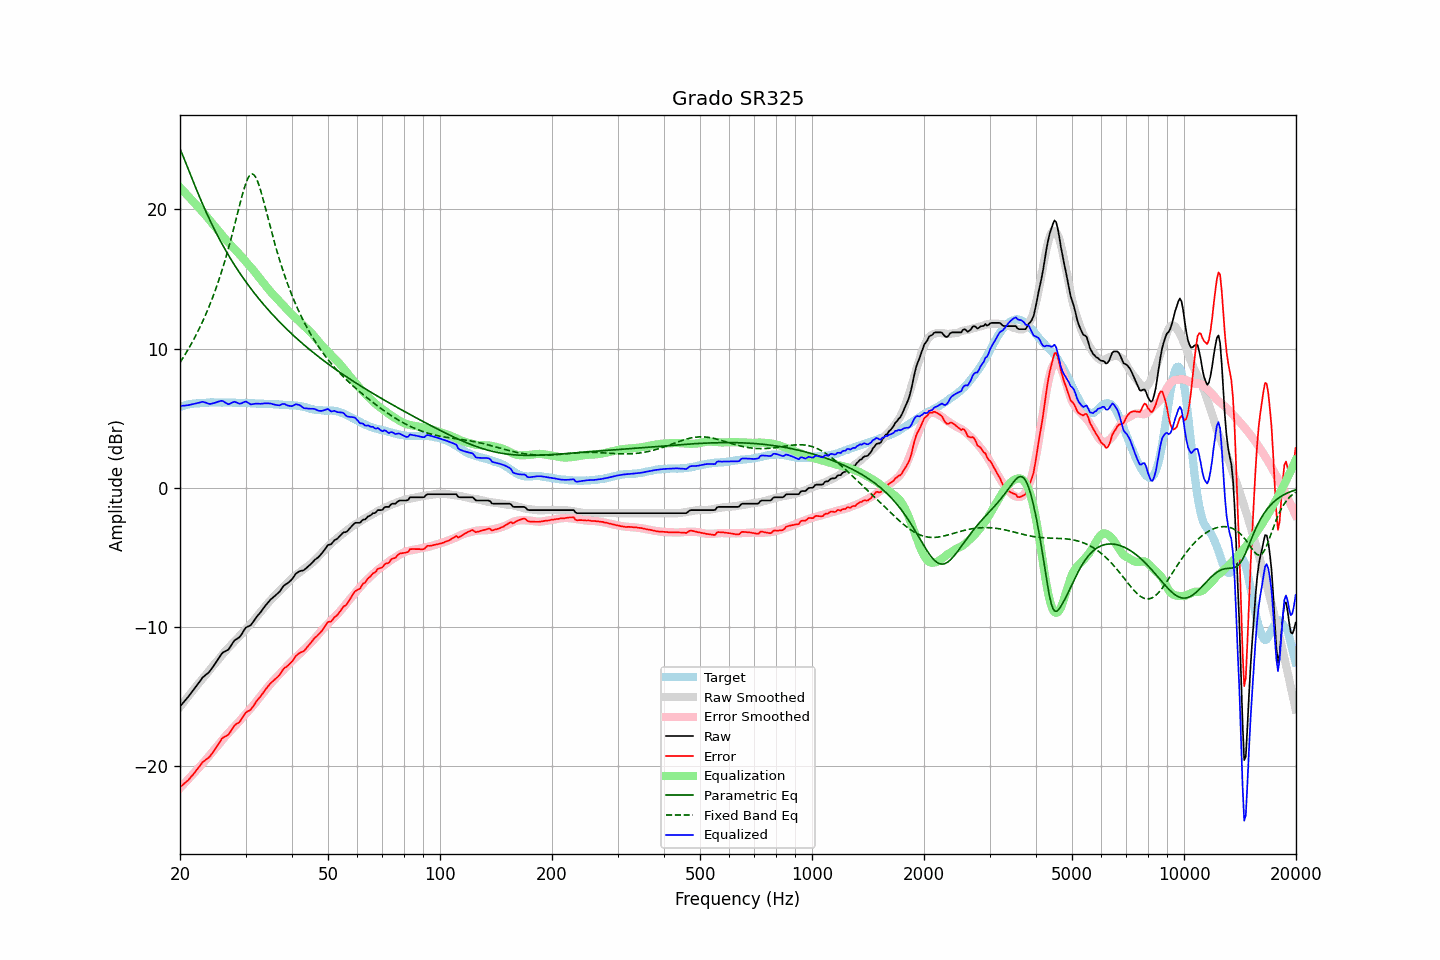 Grado SR325
Amplitude (dBr)
20
10
0
−10
−20
Target
Raw Smoothed
Error Smoothed
Raw
Error
Equalization
Parametric Eq
Fixed Band Eq
Equalized
20 50 100 200 500 1000 2000 5000 10000 20000
Frequency (Hz)